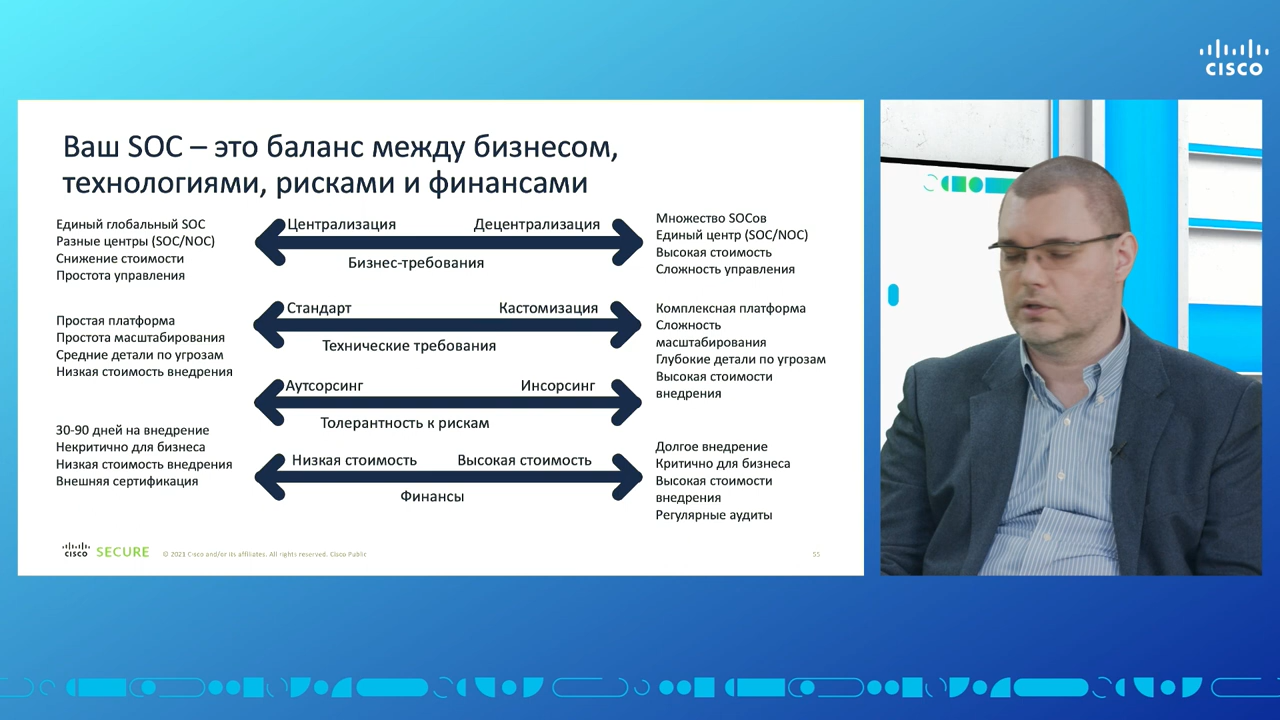 CISCO
Ваш SOC – это баланс между бизнесом,
технологиями, рисками и финансами
Единый глобальный SOC
Разные центры (SOC/NOC)
Снижение стоимости
Простота управления
Централизация
Децентрализация
Бизнес-требования
Множество SOCов
Единый центр (SOC/NOC)
Высокая стоимость
Сложность управления
Простая платформа
Простота масштабирования
Средние детали по угрозам
Низкая стоимость внедрения
Стандарт
Кастомизация
Технические требования
Комплексная платформа
Сложность
масштабирования
Глубокие детали по угрозам
Высокая стоимости
внедрения
Аутсорсинг
Инсорсинг
Толерантность к рискам
30-90 дней на внедрение
Некритично для бизнеса
Низкая стоимость внедрения
Внешняя сертификация
Низкая стоимость
Высокая стоимость
Финансы
Долгое внедрение
Критично для бизнеса
Высокая стоимости
внедрения
Регулярные аудиты
CISCO SECURE
© 2021 Cisco and/or its affiliates. All rights reserved. Cisco Public
55